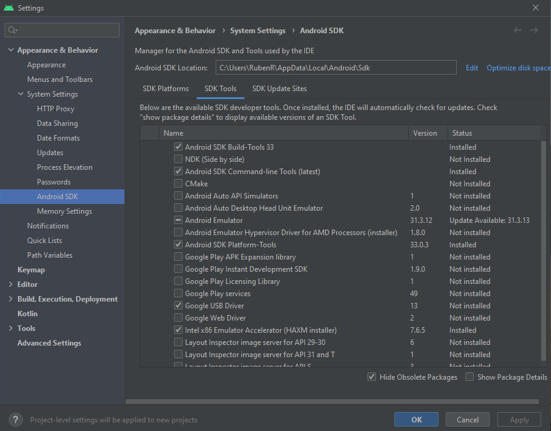 Settings
Appearance & Behavior
Appearance
Menus and Toolbars
System Settings
HTTP Proxy
Data Sharing
Date Formats
Updates
Process Elevation
Passwords
Android SDK
Memory Settings
Notifications
Quick Lists
Path Variables
Keymap
Editor
Build, Execution, Deployment
Kotlin
Tools
Advanced Settings
Appearance & Behavior > System Settings > Android SDK
Manager for the Android SDK and Tools used by the IDE
Android SDK Location: C:\Users\RubenR\AppData\Local\Android\Sdk Edit Optimize disk space
SDK Platforms SDK Tools SDK Update Sites
Below are the available SDK developer tools. Once installed, the IDE will automatically check for updates. Check
"show package details" to display available versions of an SDK Tool.
Name Version Status
Android SDK Build-Tools 33 Installed
NDK (Side by side) Not Installed
Android SDK Command-line Tools (latest) Installed
CMake Not Installed
Android Auto API Simulators 1 Not installed
Android Auto Desktop Head Unit Emulator 2.0 Not installed
Android Emulator 31.3.12 Update Available: 31.3.13
Android Emulator Hypervisor Driver for AMD Processors (installer) 1.8.0 Not installed
Android SDK Platform-Tools 33.0.3 Installed
Google Play APK Expansion library 1 Not installed
Google Play Instant Development SDK 1.9.0 Not installed
Google Play Licensing Library 1 Not installed
Google Play services 49 Not installed
Google USB Driver 13 Installed
Google Web Driver 2 Not installed
Intel x86 Emulator Accelerator (HAXM installer) 7.6.5 Installed
Layout Inspector image server for API 29-30 6 Not installed
Layout Inspector image server for API 31 and T 1 Not installed
Layout Inspector image server for API S 3 Not installed
Hide Obsolete Packages Show Package Details
? Project-level settings will be applied to new projects
OK Cancel Apply